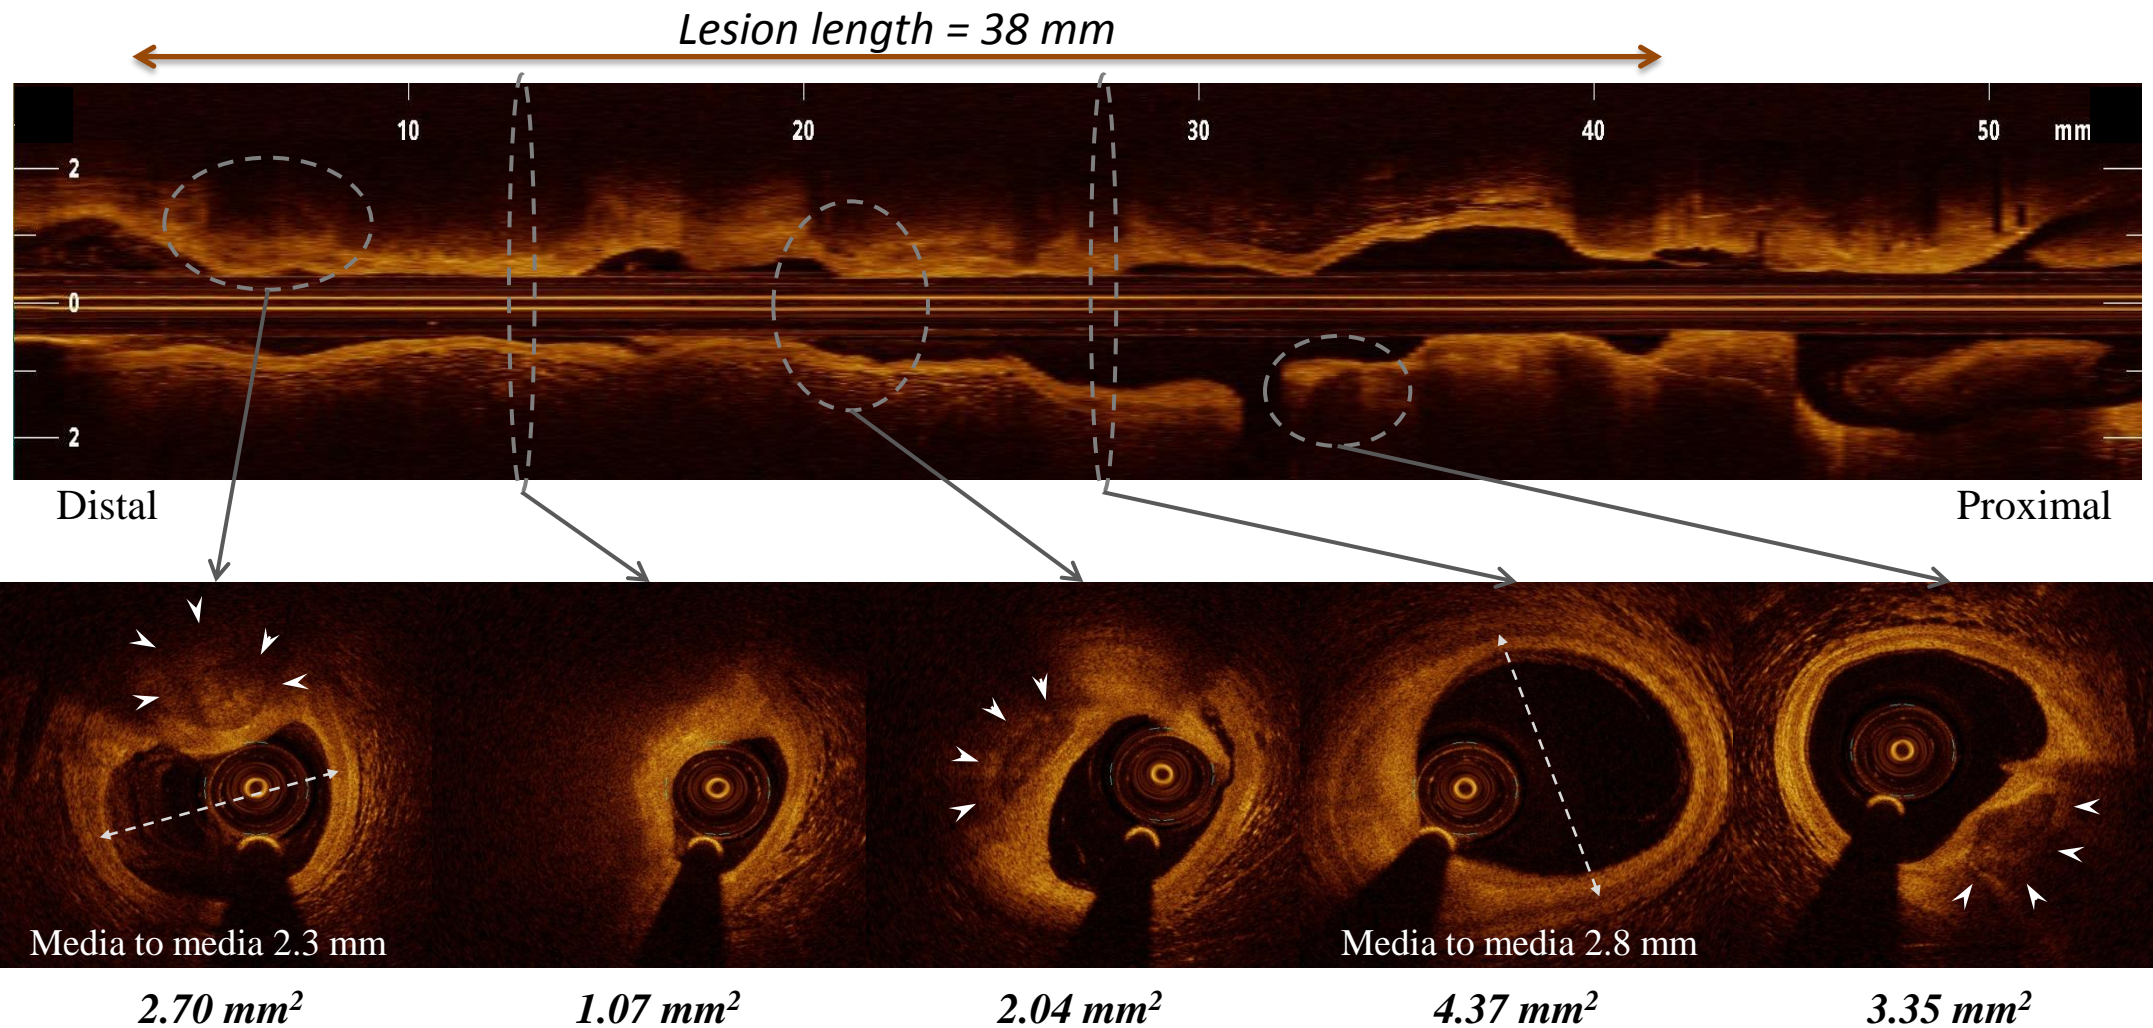 Lesion length = 38 mm
10 20 30 40 50 mm
2
0
2
Distal Proximal
Media to media 2.3 mm Media to media 2.8 mm
2.70 mm² 1.07 mm² 2.04 mm² 4.37 mm² 3.35 mm²